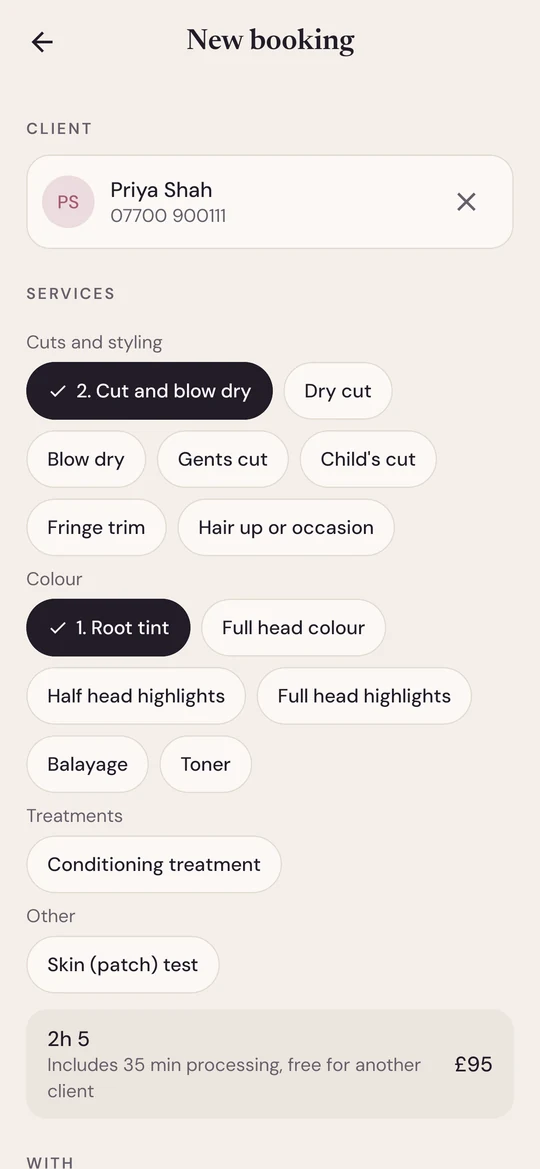 New booking
CLIENT
PS
Priya Shah
07700 900111
SERVICES
Cuts and styling
2. Cut and blow dry
Dry cut
Blow dry
Gents cut
Child's cut
Fringe trim
Hair up or occasion
Colour
1. Root tint
Full head colour
Half head highlights
Full head highlights
Balayage
Toner
Treatments
Conditioning treatment
Other
Skin (patch) test
2h 5
Includes 35 min processing, free for another
client
£95
WITH